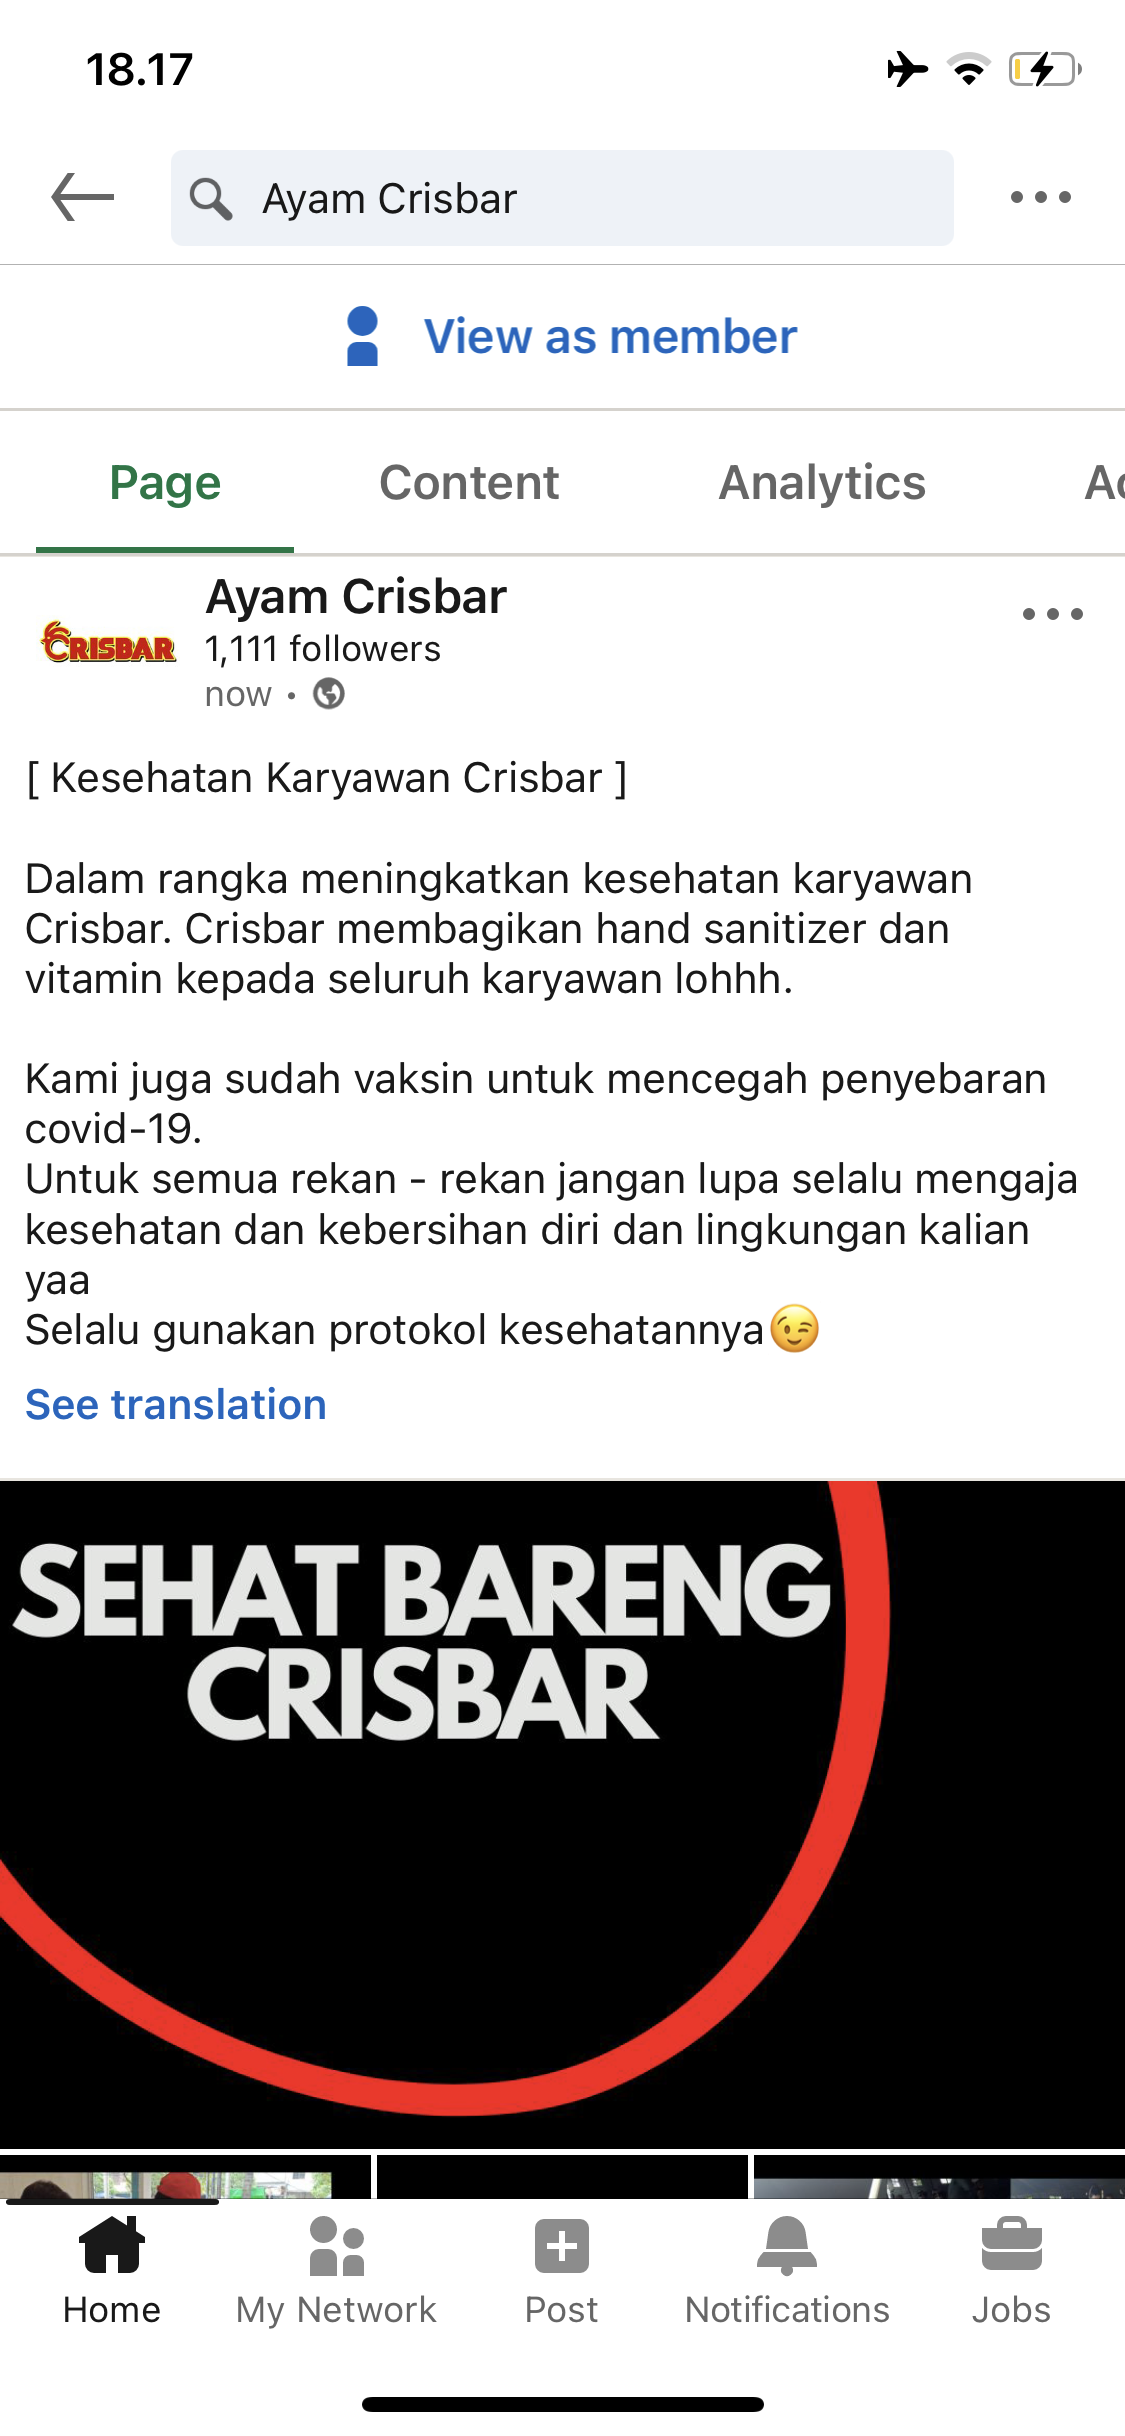 18.17
Ayam Crisbar
View as member
Page Content Analytics
CRISBAR
Ayam Crisbar
1,111 followers
now •
[ Kesehatan Karyawan Crisbar ]
Dalam rangka meningkatkan kesehatan karyawan
Crisbar. Crisbar membagikan hand sanitizer dan
vitamin kepada seluruh karyawan lohhh.
Kami juga sudah vaksin untuk mencegah penyebaran
covid-19.
Untuk semua rekan - rekan jangan lupa selalu mengaja
kesehatan dan kebersihan diri dan lingkungan kalian
yaa
Selalu gunakan protokol kesehatannya😉
See translation
SEHAT BARENG
CRISBAR
Home My Network Post Notifications Jobs